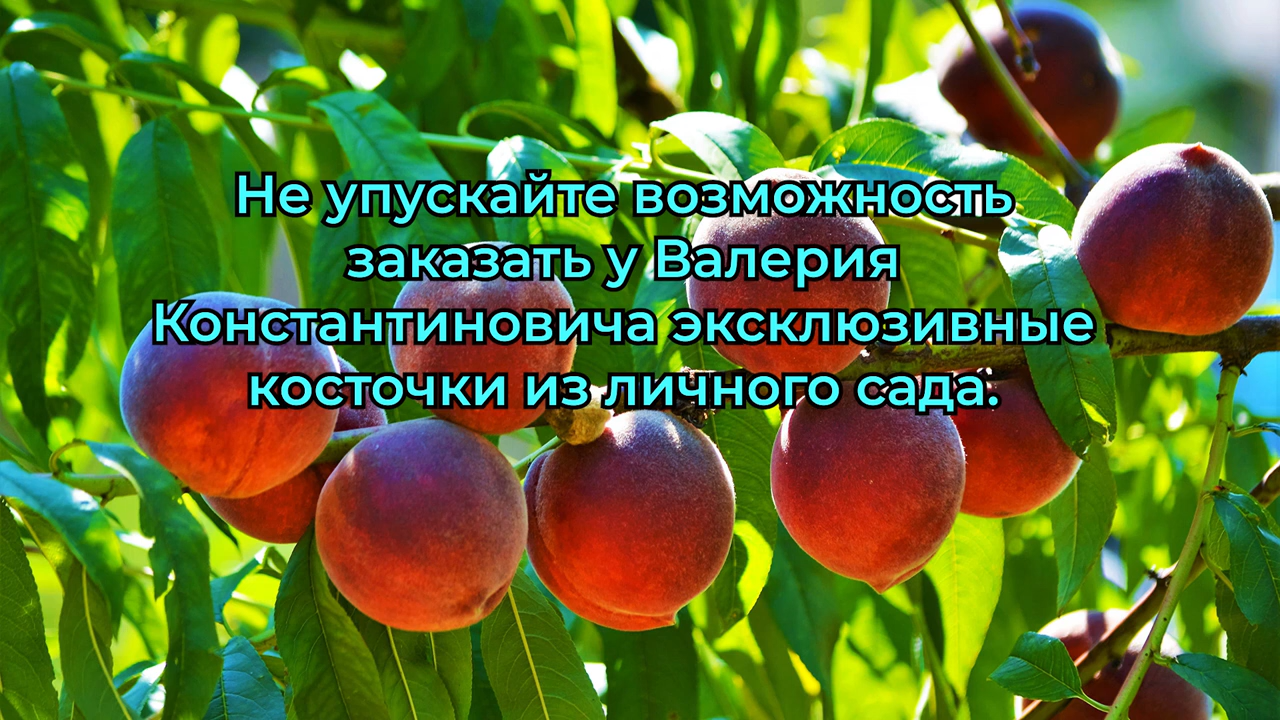 Не упускайте возможность
заказать у Валерия
Константиновича эксклюзивные
косточки из личного сада.